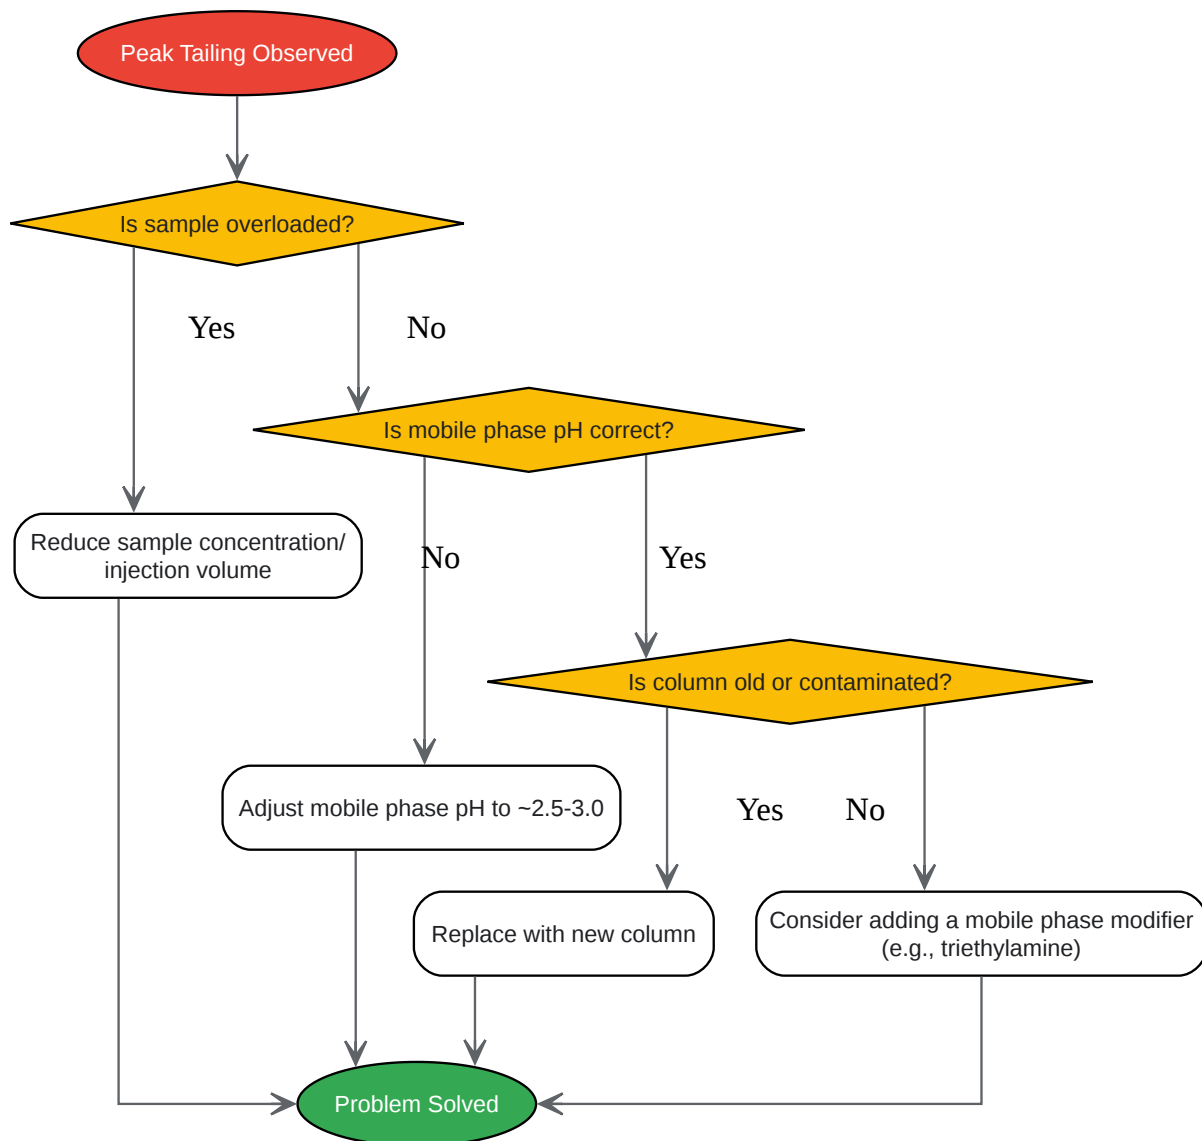 Peak Tailing Observed
Is sample overloaded?
Yes
No
Is mobile phase pH correct?
Reduce sample concentration/
injection volume
No
Yes
Is column old or contaminated?
Adjust mobile phase pH to ~2.5-3.0
Yes
No
Replace with new column
Consider adding a mobile phase modifier
(e.g., triethylamine)
Problem Solved